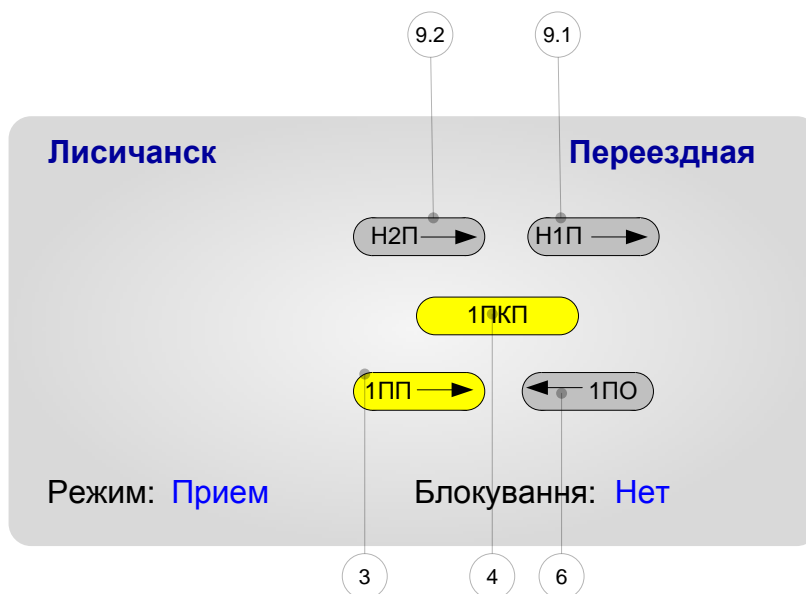 9.2 9.1
Лисичанск Переездная
Н2П Н1П
1ПКП
1ПП 1ПО
Режим: Прием Блокування: Нет
3 4 6